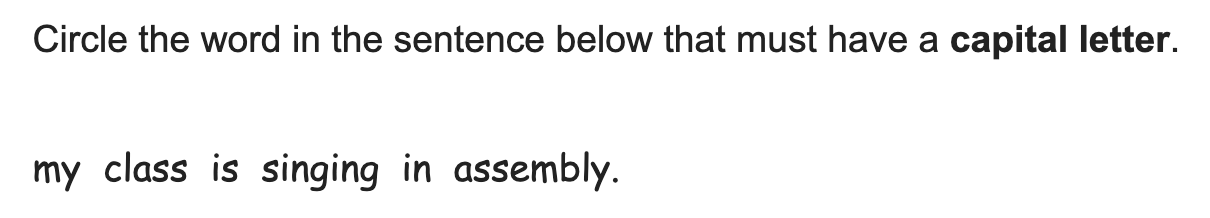 Circle the word in the sentence below that must have a capital letter.
my class is singing in assembly.